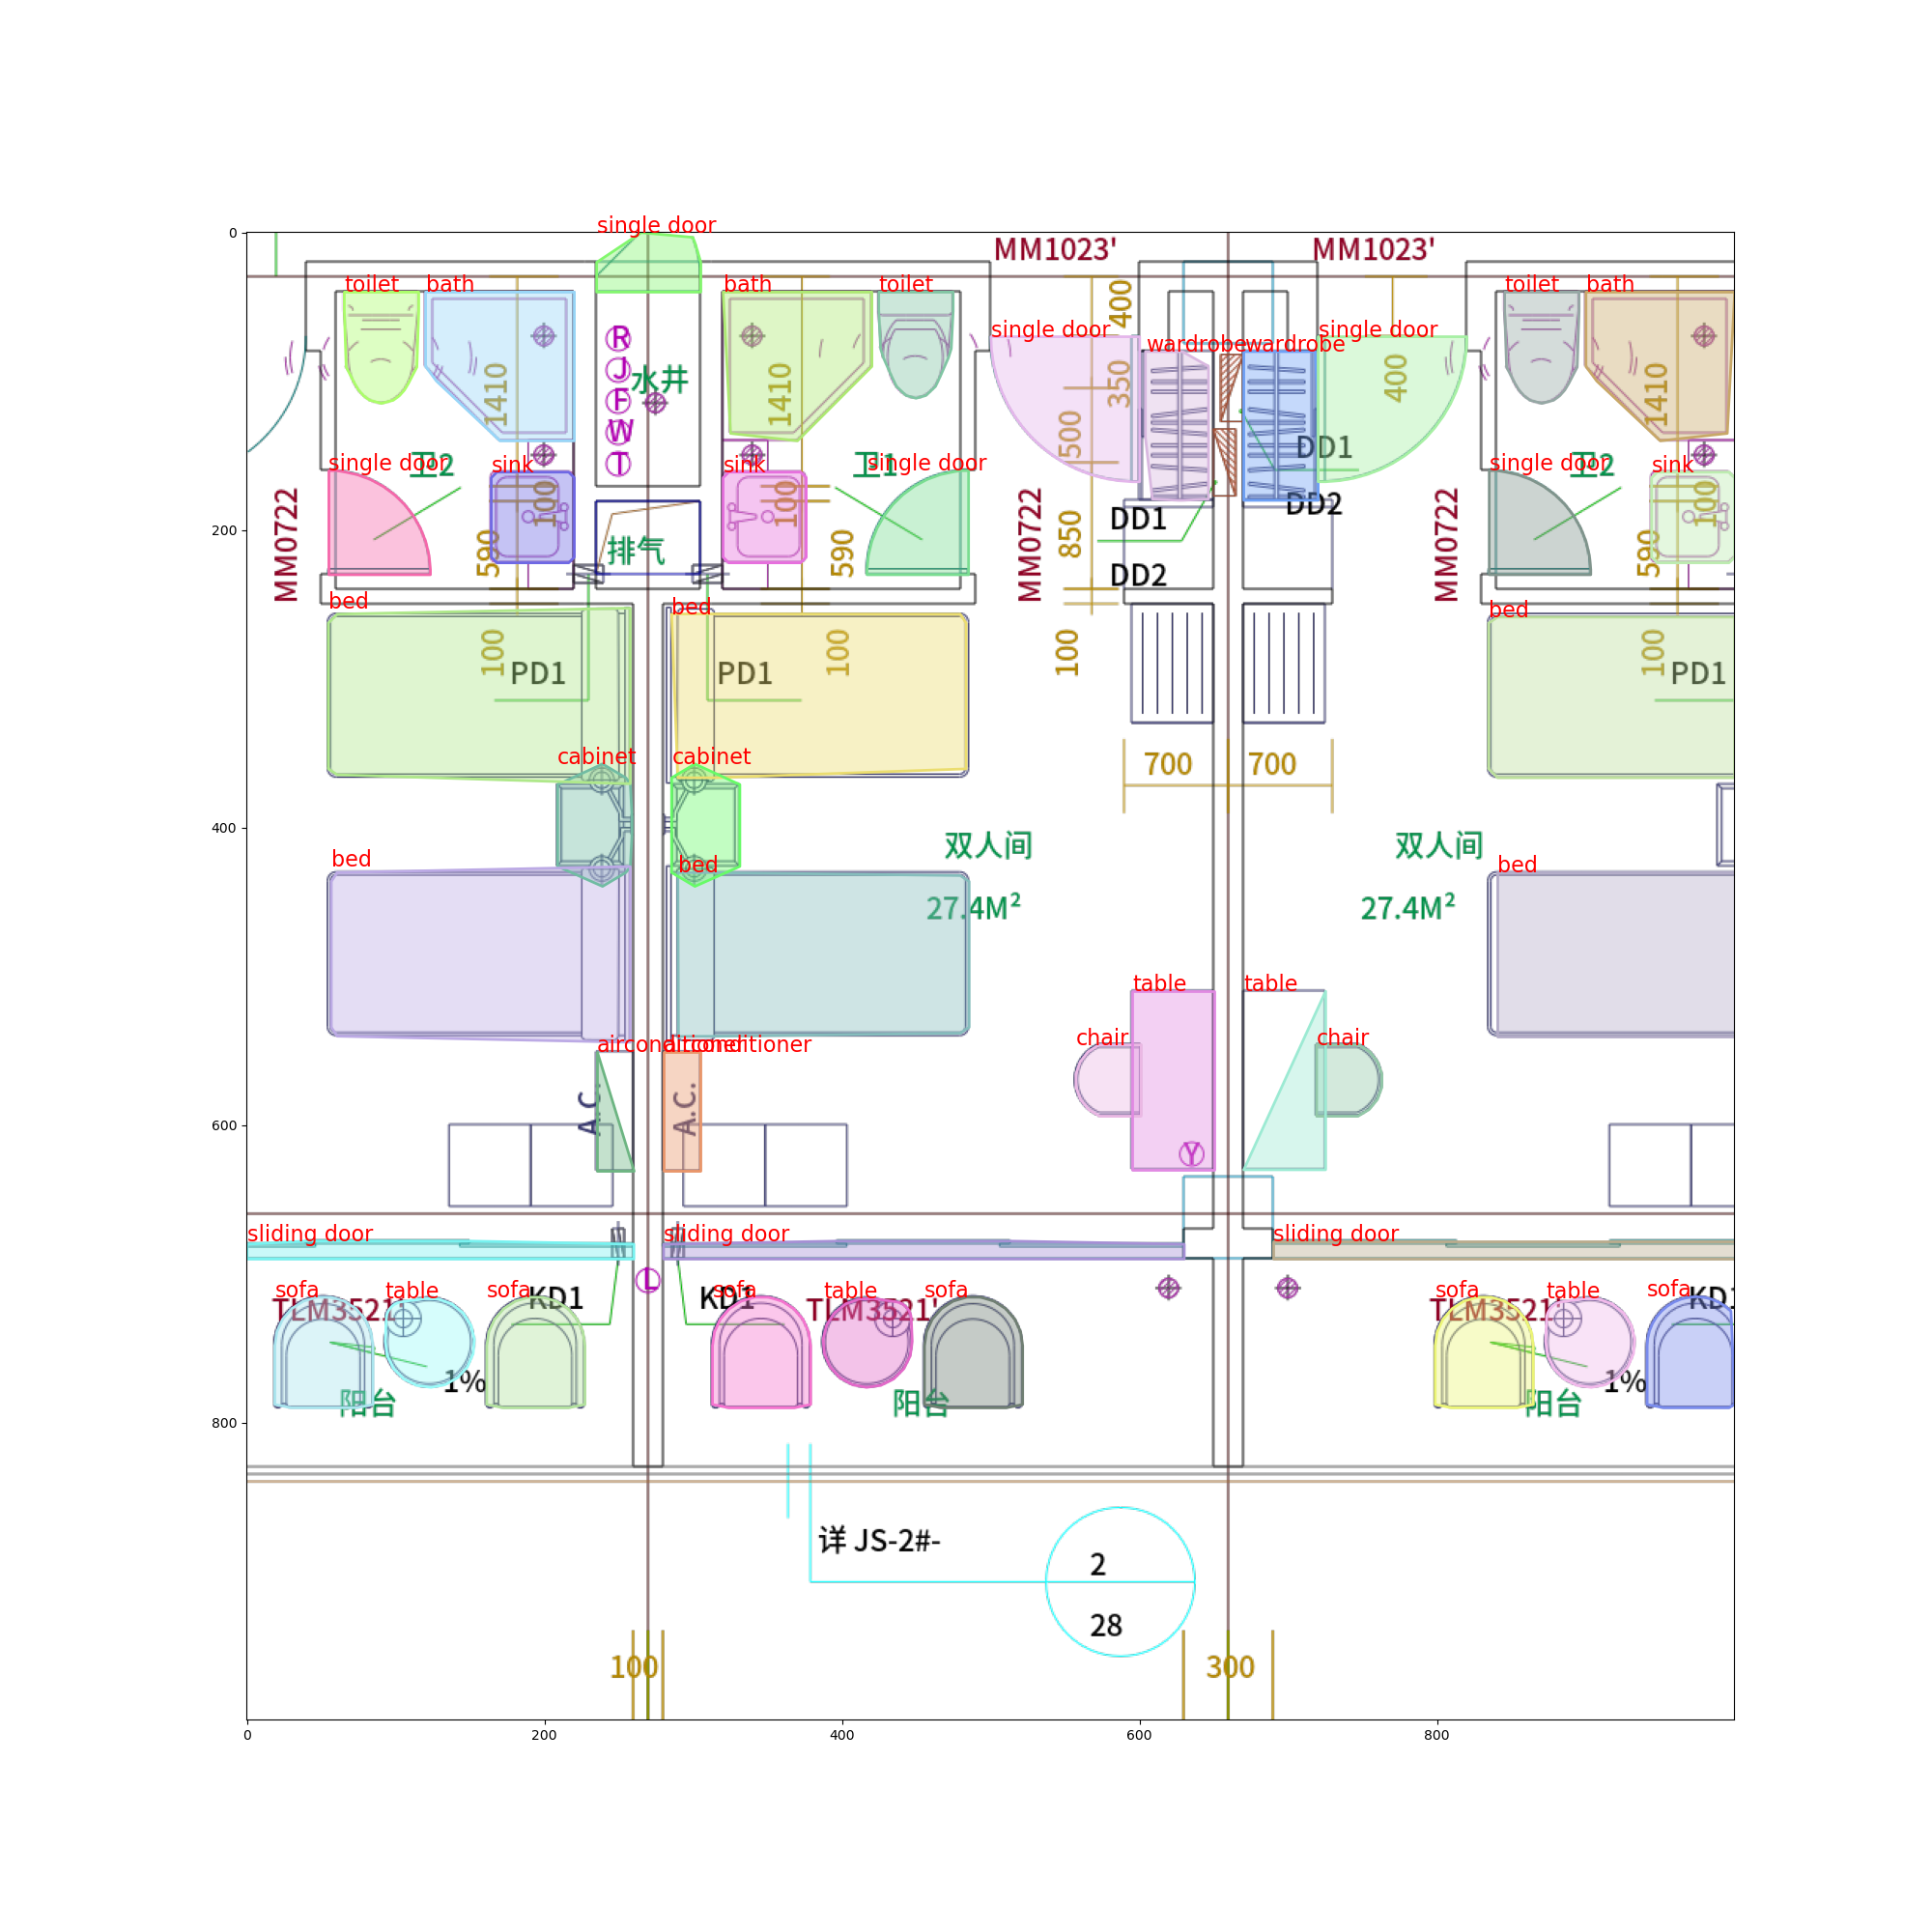 single door
MM1023'
MM1023'
0
toilet
bath
bath
toilet
toilet
bath
400
single door
single door
R
J
F
W
T
水井
wardrobe
wardrobe
350
400
1410
1410
1410
500
DD1
卫2
卫1
卫2
single door
sink
sink
single door
single door
sink
100
100
100
DD1
DD2
MM0722
MM0722
MM0722
200
590
排气
590
850
590
DD2
bed
bed
bed
100
PD1
PD1
100
100
100
PD1
cabinet
cabinet
700
700
400
双人间
双人间
bed
bed
bed
27.4M²
27.4M²
table
table
chair
chair
airconditioner
airconditioner
A.C.
A.C.
600
Y
sliding door
sliding door
sliding door
L
sofa
table
sofa
sofa
table
sofa
sofa
table
sofa
TLM3521'
KD1
KD1
TLM3521'
TLM3521'
KD1
1%
1%
阳台
阳台
阳台
800
详 JS-2#-
2
28
100
300
0
200
400
600
800